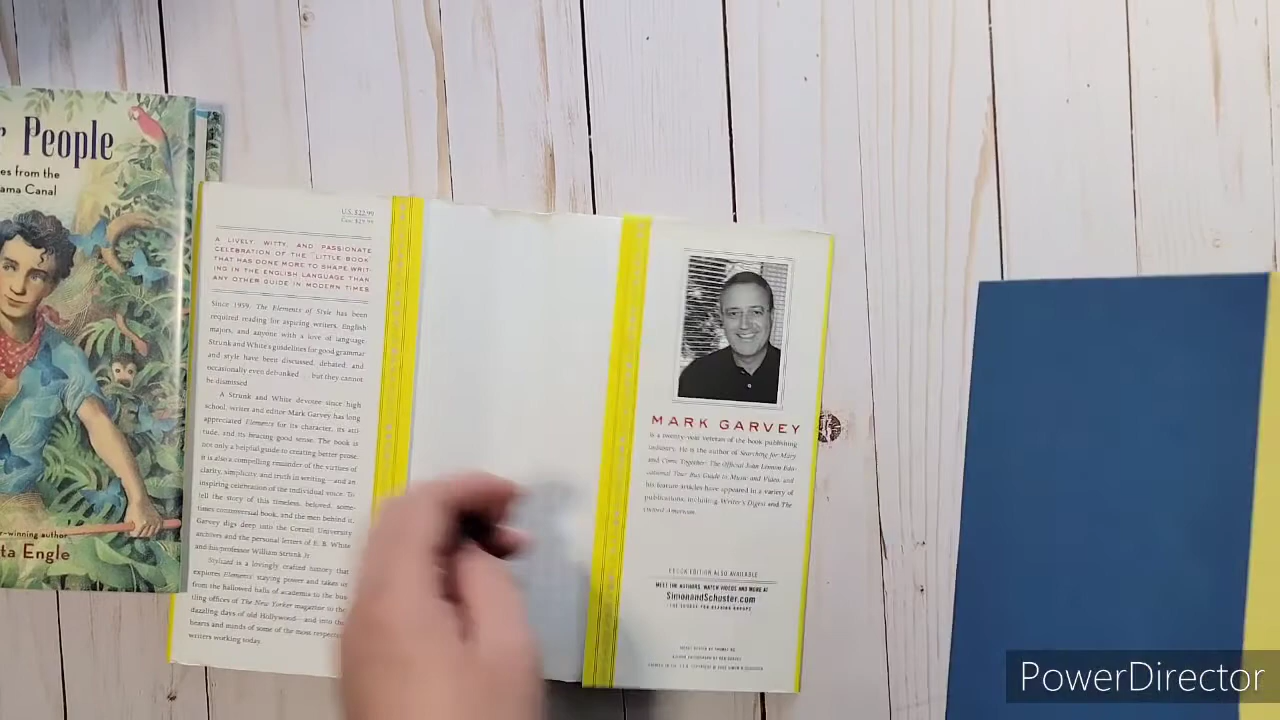 r People
es from the
ama Canal
r-winning author
ta Engle
U.S. $22.99
A LIVELY, WITTY, AND PASSIONATE
CELEBRATION OF THE "LITTLE BOOK
THAT HAS DONE MORE TO SHAPE WRIT-
ING IN THE ENGLISH LANGUAGE THAN
ANY OTHER GUIDE IN MODERN TIMES
Since 1959, The Elements of Style has been
required reading for aspiring writers, English
majors, and anyone with a love of language.
Strunk and White's guidelines for good grammar
and style have been discussed, debated, and
occasionally even debunked . . . but they cannot
be dismissed.
A Strunk and White devotee since high
school, writer and editor Mark Garvey has long
appreciated Elements for its character, its atti-
tude, and its bracing good sense. The book is
not only a helpful guide to creating better prose,
it is also a compelling reminder of the virtues of
clarity, simplicity, and truth in writing—and an
inspiring celebration of the individual voice. To
tell the story of this timeless, beloved, some-
times controversial book, and the men behind it,
Garvey digs deep into the Cornell University
archives and the personal letters of E. B. White
and his professor William Strunk Jr.
Stylized is a lovingly crafted history that
explores Elements' staying power and takes us
from the hallowed halls of academia to the bus
tling offices of The New Yorker magazine to the
dazzling days of old Hollywood—and into the
hearts and minds of some of the most respecte
writers working today.
MARK GARVEY
is a twenty-year veteran of the book publishing
industry. He is the author of Searching for Mary
and Come Together: The Official John Lennon Edu-
cational Tour Bus Guide to Music and Video, and
his feature articles have appeared in a variety of
publications, including Writer's Digest and The
Oxford American.
EBOOK EDITION ALSO AVAILABLE
MEET THE AUTHORS, WATCH VIDEOS AND MORE AT
SimonandSchuster.com
THE SOURCE FOR READING GROUPS
PowerDirector